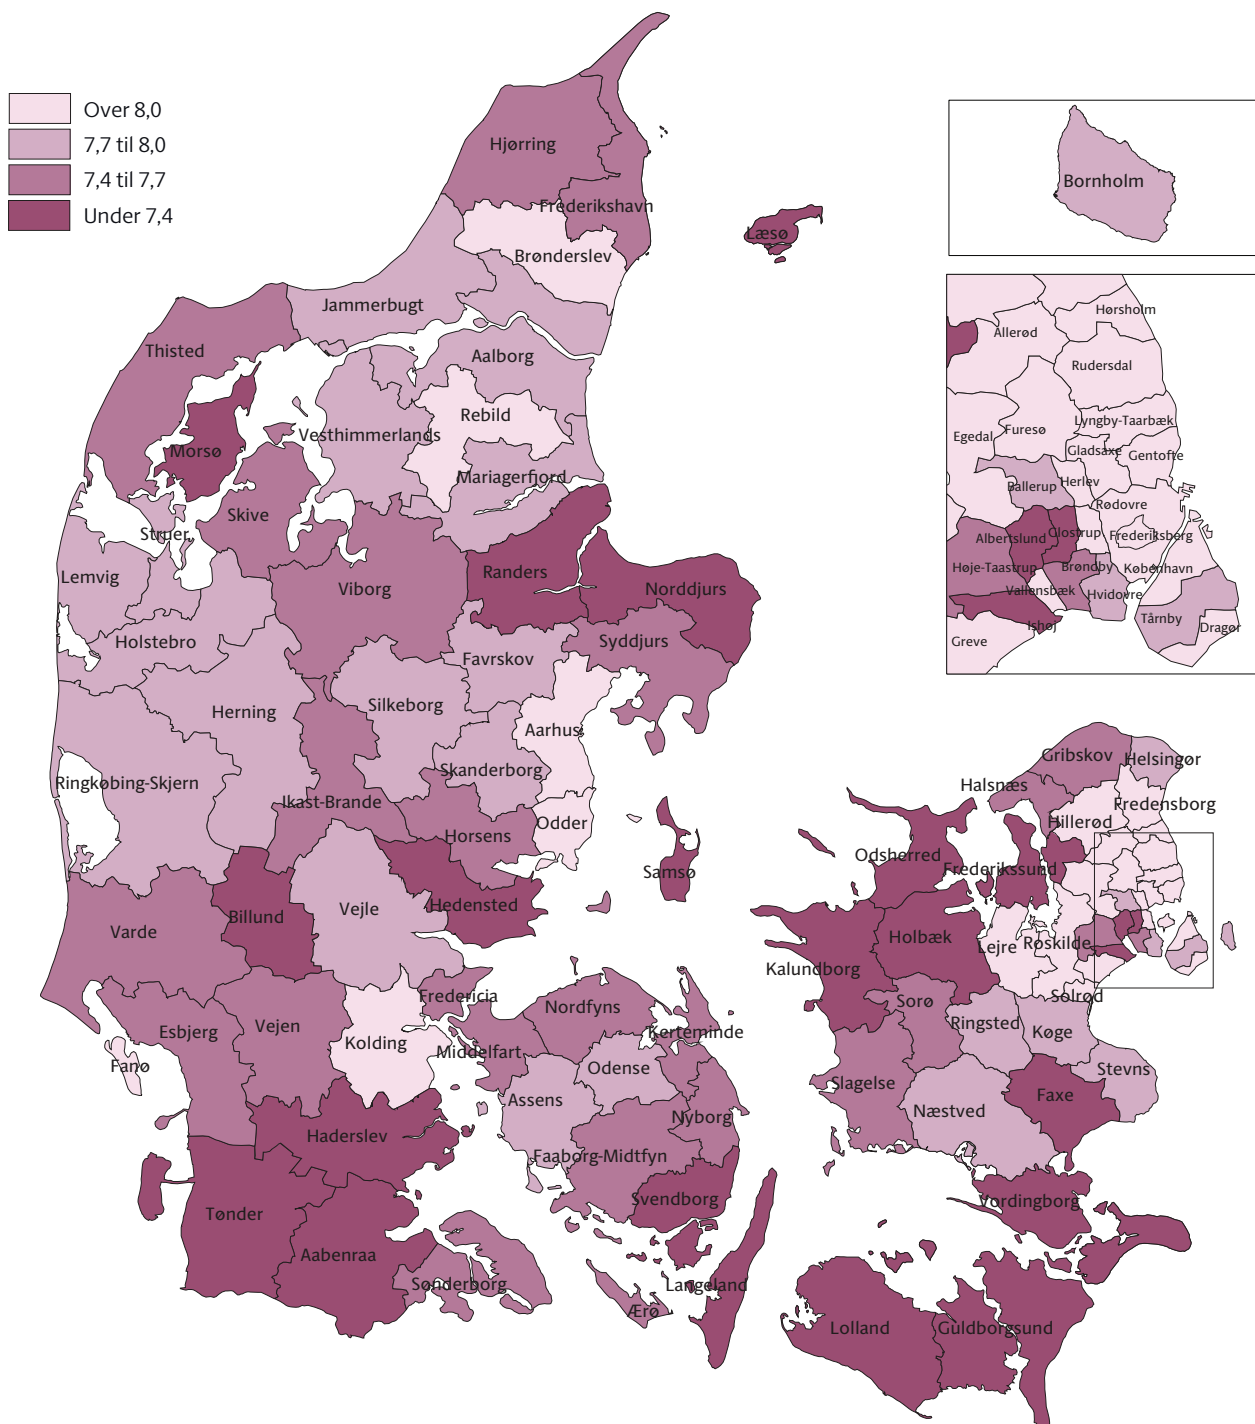 Over 8,0
7,7 til 8,0
7,4 til 7,7
Under 7,4
Hjørring
Frederikshavn
Læsø
Brønderslev
Jammerbugt
Thisted
Aalborg
Rebild
Vesthimmerlands
Morsø
Mariagerfjord
Skive
Struer
Lemvig
Viborg
Randers
Norddjurs
Holstebro
Favrskov
Syddjurs
Herning
Silkeborg
Aarhus
Skanderborg
Ringkøbing-Skjern
Ikast-Brande
Odder
Horsens
Samsø
Hedensted
Billund
Vejle
Varde
Fredericia
Esbjerg
Vejen
Kolding
Fanø
Middelfart
Nordfyns
Kerteminde
Odense
Assens
Nyborg
Haderslev
Faaborg-Midtfyn
Svendborg
Tønder
Aabenraa
Sønderborg
Langeland
Ærø
Bornholm
Hørsholm
Allerød
Rudersdal
Lyngby-Taarbæk
Furesø
Egedal
Gladsaxe
Gentofte
Ballerup
Herlev
Rødovre
Albertslund
Glostrup
Frederiksberg
Høje-Taastrup
Brøndby
København
Vallensbæk
Hvidovre
Ishøj
Tårnby
Dragør
Greve
Gribskov
Helsingør
Halsnæs
Fredensborg
Hillerød
Odsherred
Frederikssund
Holbæk
Lejre
Røskilde
Kalundborg
Solrød
Sorø
Ringsted
Køge
Stevns
Slagelse
Næstved
Faxe
Vordingborg
Lolland
Guldborgsund